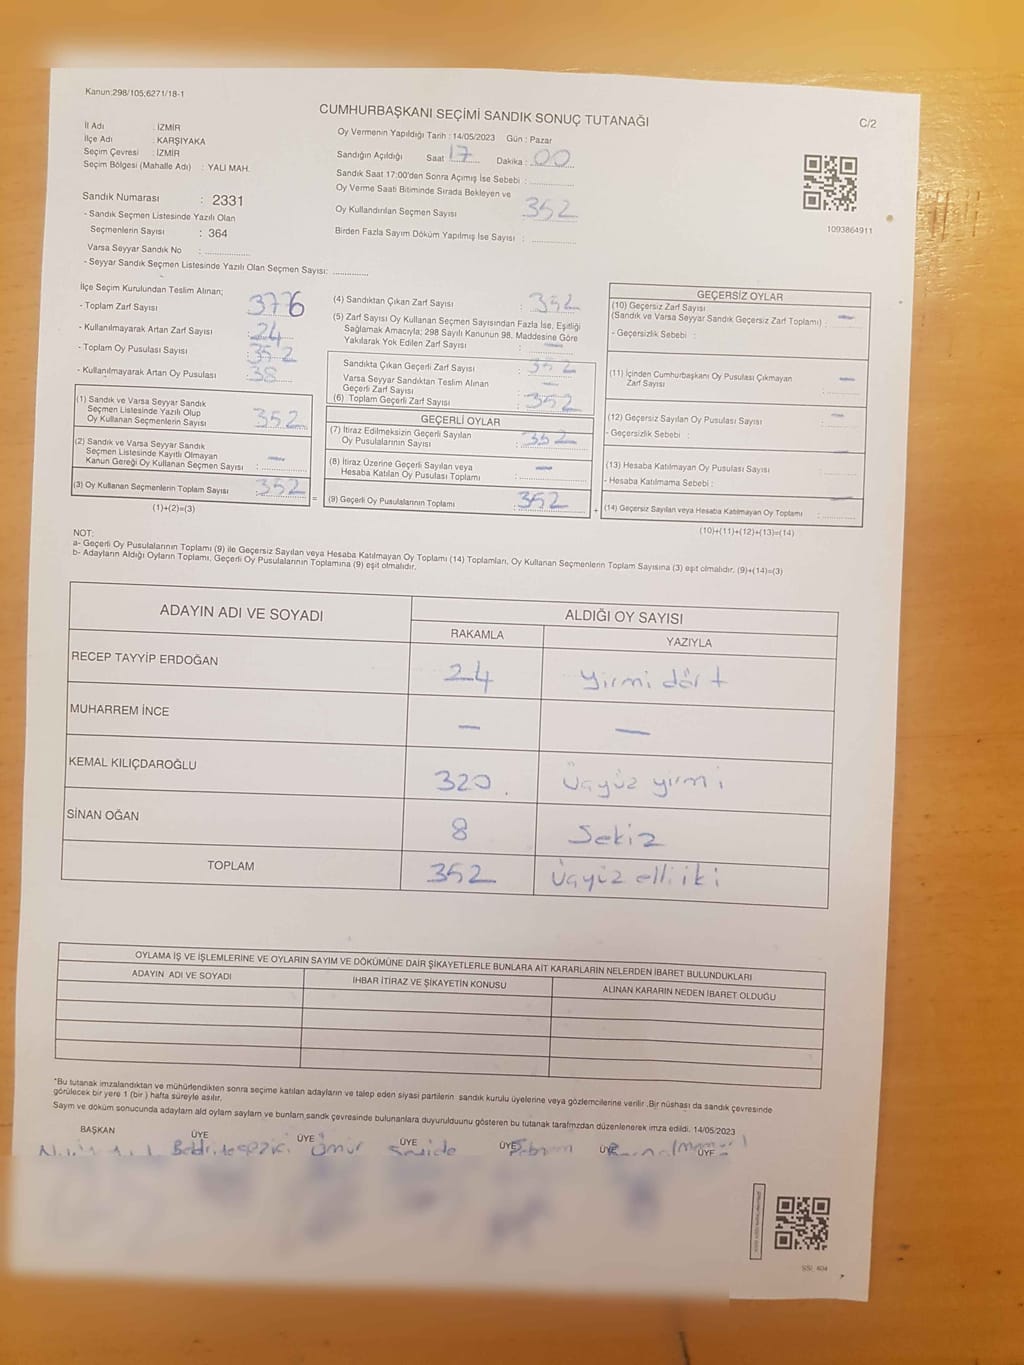 Kanun:298/105;6271/18-1
CUMHURBAŞKANI SEÇİMİ SANDIK SONUÇ TUTANAĞI
C/2
İl Adı : İZMİR
İlçe Adı : KARŞIYAKA
Seçim Çevresi : İZMİR
Seçim Bölgesi (Mahalle Adı) : YALI MAH.
Sandık Numarası : 2331
- Sandık Seçmen Listesinde Yazılı Olan
Seçmenlerin Sayısı : 364
Varsa Seyyar Sandık No :
- Seyyar Sandık Seçmen Listesinde Yazılı Olan Seçmen Sayısı:
Oy Vermenin Yapıldığı Tarih : 14/05/2023 Gün : Pazar
Sandığın Açıldığı Saat 17 Dakika : 00
Sandık Saat 17:00'den Sonra Açımış İse Sebebi :
Oy Verme Saati Bitiminde Sırada Bekleyen ve
Oy Kullandırılan Seçmen Sayısı 352
Birden Fazla Sayım Döküm Yapılmış İse Sayısı :
1093864911
İlçe Seçim Kurulundan Teslim Alınan;
- Toplam Zarf Sayısı
- Kullanılmayarak Artan Zarf Sayısı : 24
- Toplam Oy Pusulası Sayısı
- Kullanılmayarak Artan Oy Pusulası : 38
(1) Sandık ve Varsa Seyyar Sandık
Seçmen Listesinde Yazılı Olup
Oy Kullanan Seçmenlerin Sayısı : 352
(2) Sandık ve Varsa Seyyar Sandık
Seçmen Listesinde Kayıtlı Olmayan
Kanun Gereği Oy Kullanan Seçmen Sayısı : —
(3) Oy Kullanan Seçmenlerin Toplam Sayısı : 352
(1)+(2)=(3)
(4) Sandıktan Çıkan Zarf Sayısı : 352
(5) Zarf Sayısı Oy Kullanan Seçmen Sayısından Fazla İse, Eşitliği
Sağlamak Amacıyla; 298 Sayılı Kanunun 98. Maddesine Göre
Yakılarak Yok Edilen Zarf Sayısı : —
Sandıkta Çıkan Geçerli Zarf Sayısı : 352
Varsa Seyyar Sandıktan Teslim Alınan
Geçerli Zarf Sayısı : —
(6) Toplam Geçerli Zarf Sayısı : 352
GEÇERLİ OYLAR
(7) İtiraz Edilmeksizin Geçerli Sayılan
Oy Pusulalarının Sayısı : 352
(8) İtiraz Üzerine Geçerli Sayılan veya
Hesaba Katılan Oy Pusulası Toplamı : —
= (9) Geçerli Oy Pusulalarının Toplamı 352 +
GEÇERSİZ OYLAR
(10) Geçersiz Zarf Sayısı
(Sandık ve Varsa Seyyar Sandık Geçersiz Zarf Toplamı) : —
- Geçersizlik Sebebi :
(11) İçinden Cumhurbaşkanı Oy Pusulası Çıkmayan
Zarf Sayısı : —
(12) Geçersiz Sayılan Oy Pusulası Sayısı : —
- Geçersizlik Sebebi :
(13) Hesaba Katılmayan Oy Pusulası Sayısı : —
- Hesaba Katılmama Sebebi :
(14) Geçersiz Sayılan veya Hesaba Katılmayan Oy Toplamı : —
(10)+(11)+(12)+(13)=(14)
NOT:
a- Geçerli Oy Pusulalarının Toplamı (9) ile Geçersiz Sayılan veya Hesaba Katılmayan Oy Toplamı (14) Toplamları, Oy Kullanan Seçmenlerin Toplam Sayısına (3) eşit olmalıdır. (9)+(14)=(3)
b- Adayların Aldığı Oyların Toplamı, Geçerli Oy Pusulalarının Toplamına (9) eşit olmalıdır.
ADAYIN ADI VE SOYADI ALDIĞI OY SAYISI
RAKAMLA YAZIYLA
RECEP TAYYİP ERDOĞAN 24 yirmi dört
MUHARREM İNCE — —
KEMAL KILIÇDAROĞLU 320 üçyüz yirmi
SİNAN OĞAN 8 Sekiz
TOPLAM 352 üçyüz elli iki
OYLAMA İŞ VE İŞLEMLERİNE VE OYLARIN SAYIM VE DÖKÜMÜNE DAİR ŞİKAYETLERLE BUNLARA AİT KARARLARIN NELERDEN İBARET BULUNDUKLARI
ADAYIN ADI VE SOYADI İHBAR İTİRAZ VE ŞİKAYETİN KONUSU ALINAN KARARIN NEDEN İBARET OLDUĞU
*Bu tutanak imzalandıktan ve mühürlendikten sonra seçime katılan adayların ve talep eden siyasi partilerin sandık kurulu üyelerine veya gözlemcilerine verilir .Bir nüshası da sandık çevresinde
görülecek bir yere 1 (bir ) hafta süreyle asılır.
Sayım ve döküm sonucunda adayların ald oyları sayları ve bunların sandk çevresinde bulunanlara duyurulduunu gösteren bu tutanak tarafmzdan düzenlenerek imza edildi. 14/05/2023
BAŞKAN ÜYE ÜYE ÜYE ÜYE ÜYE ÜYE
Ömür
SSI_404